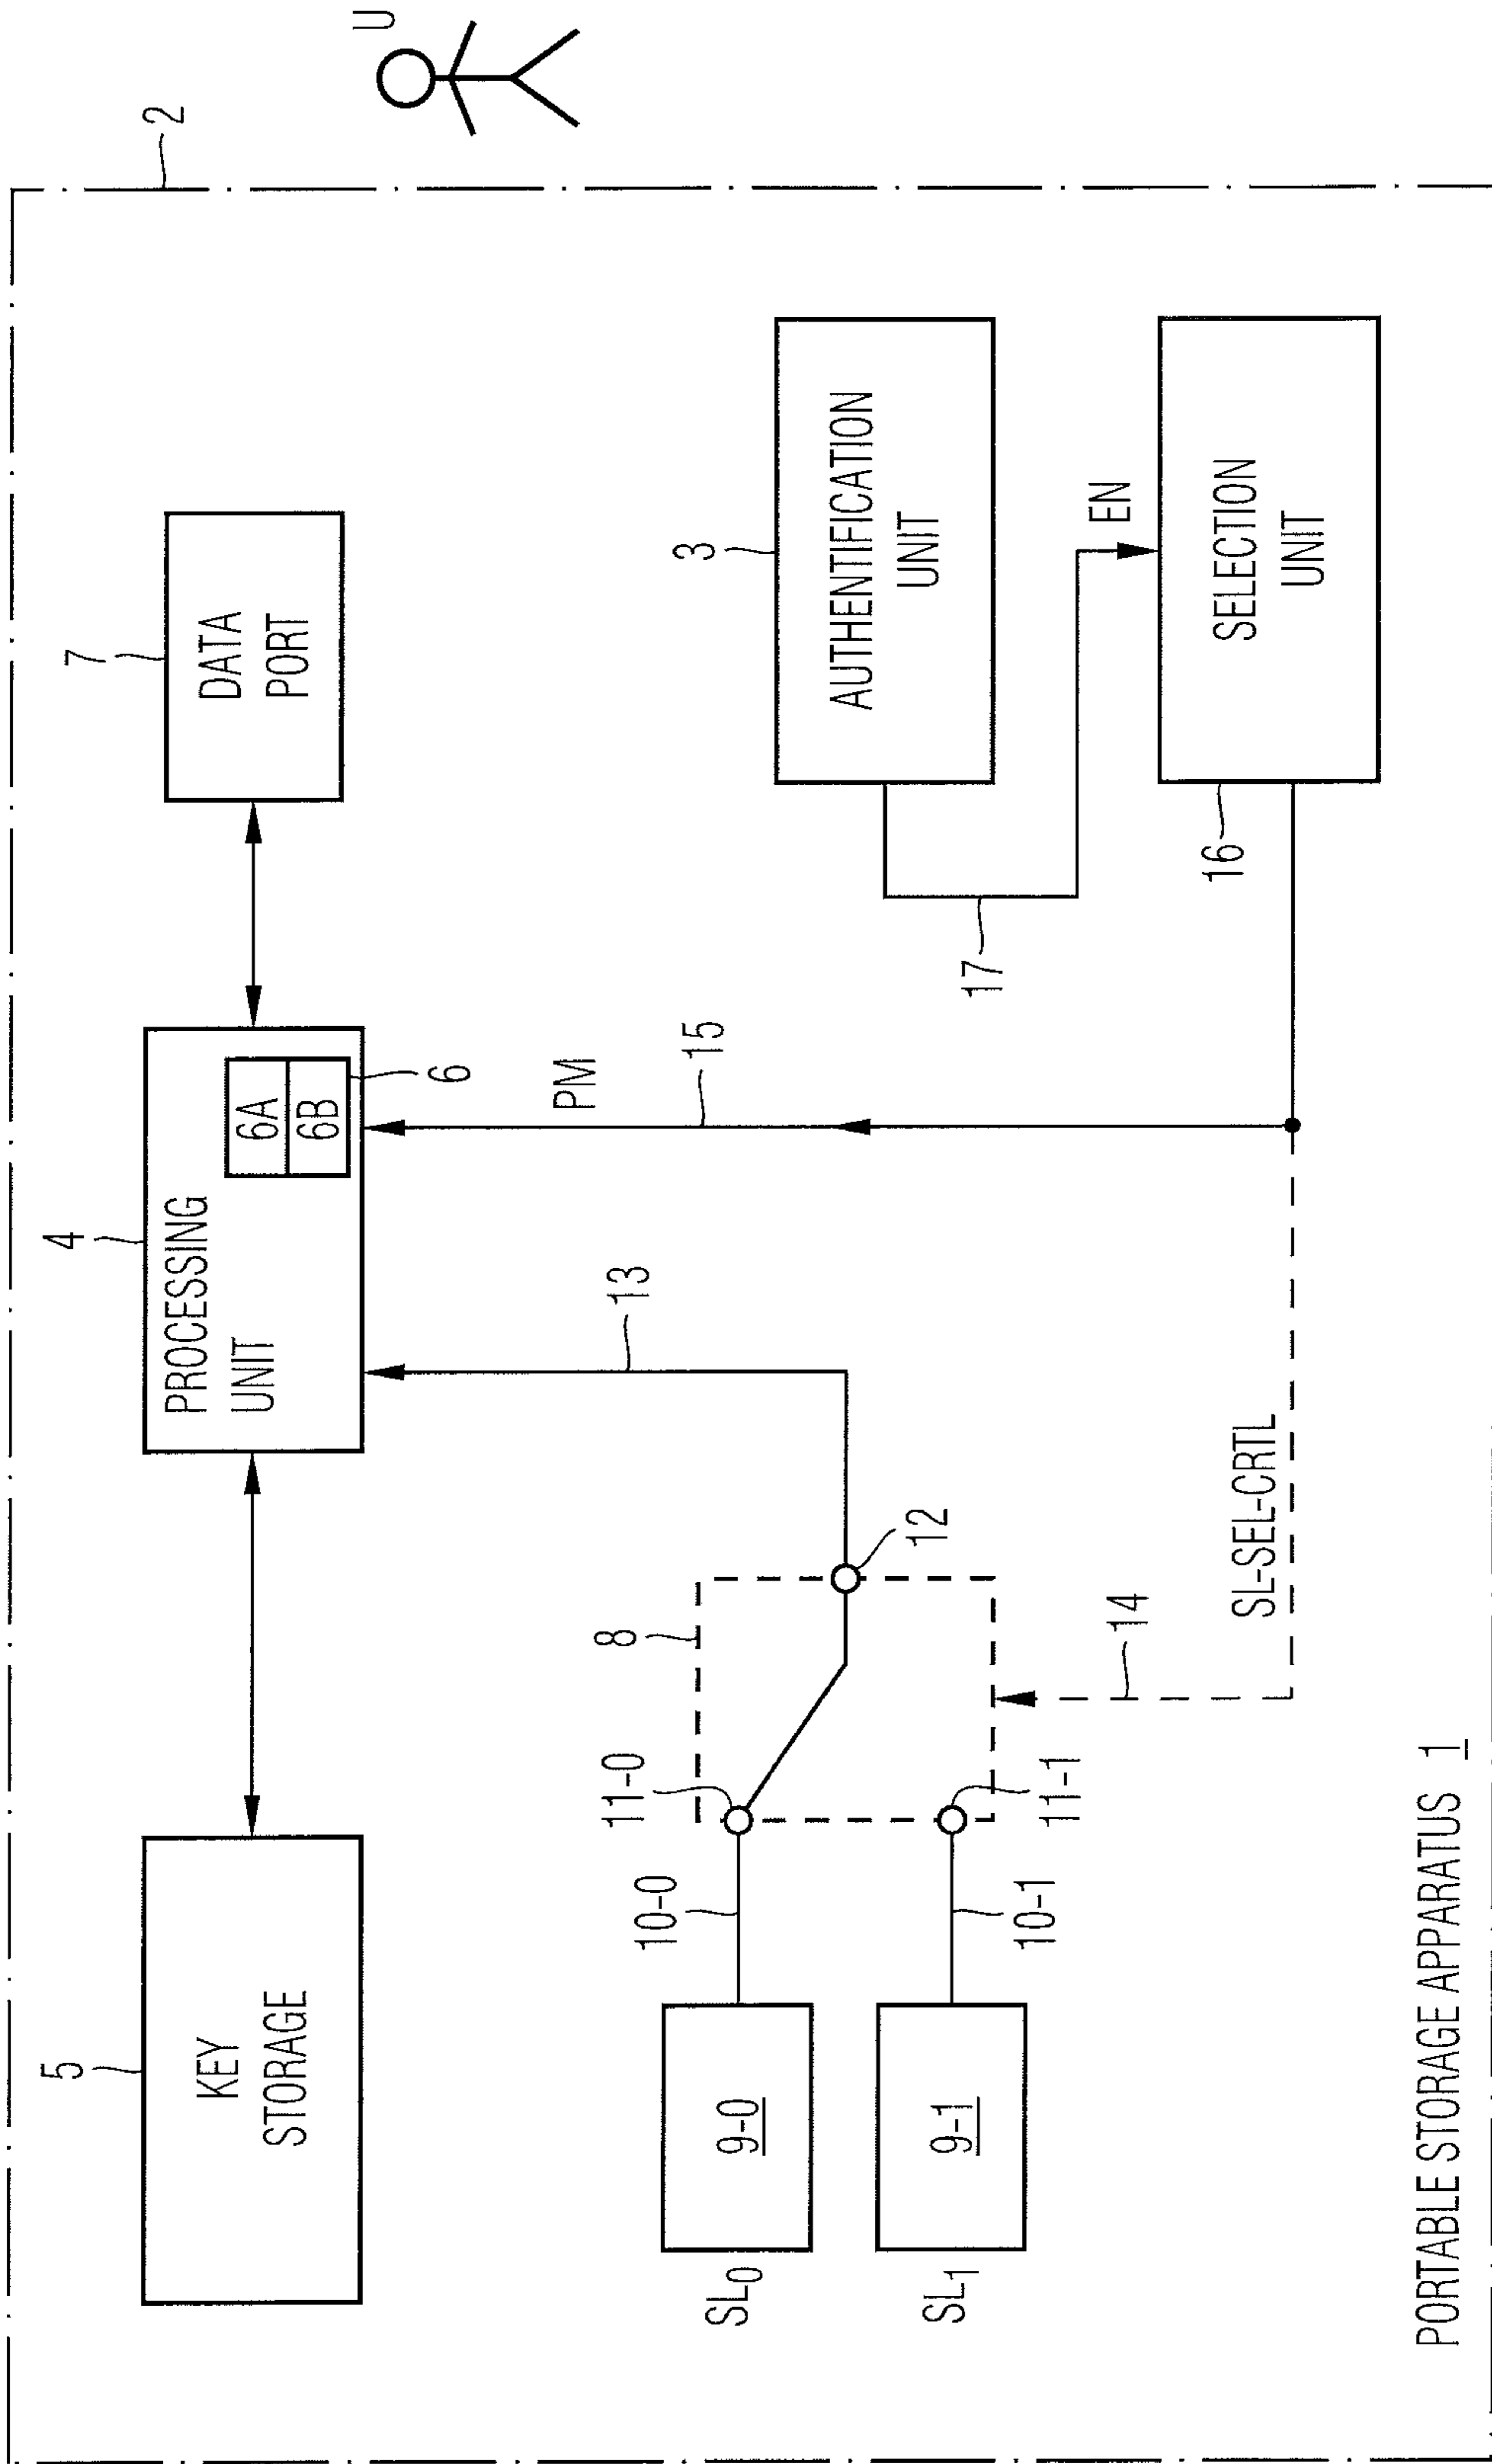 U
2
5
KEY
STORAGE
4
PROCESSING
UNIT
6A
6B
6
7
DATA
PORT
PM
15
13
3
AUTHENTIFICATION
UNIT
8
12
11-0
11-1
10-0
10-1
9-0
9-1
SL0
SL1
17
EN
16
SELECTION
UNIT
14
SL-SEL-CRTL
PORTABLE STORAGE APPARATUS 1